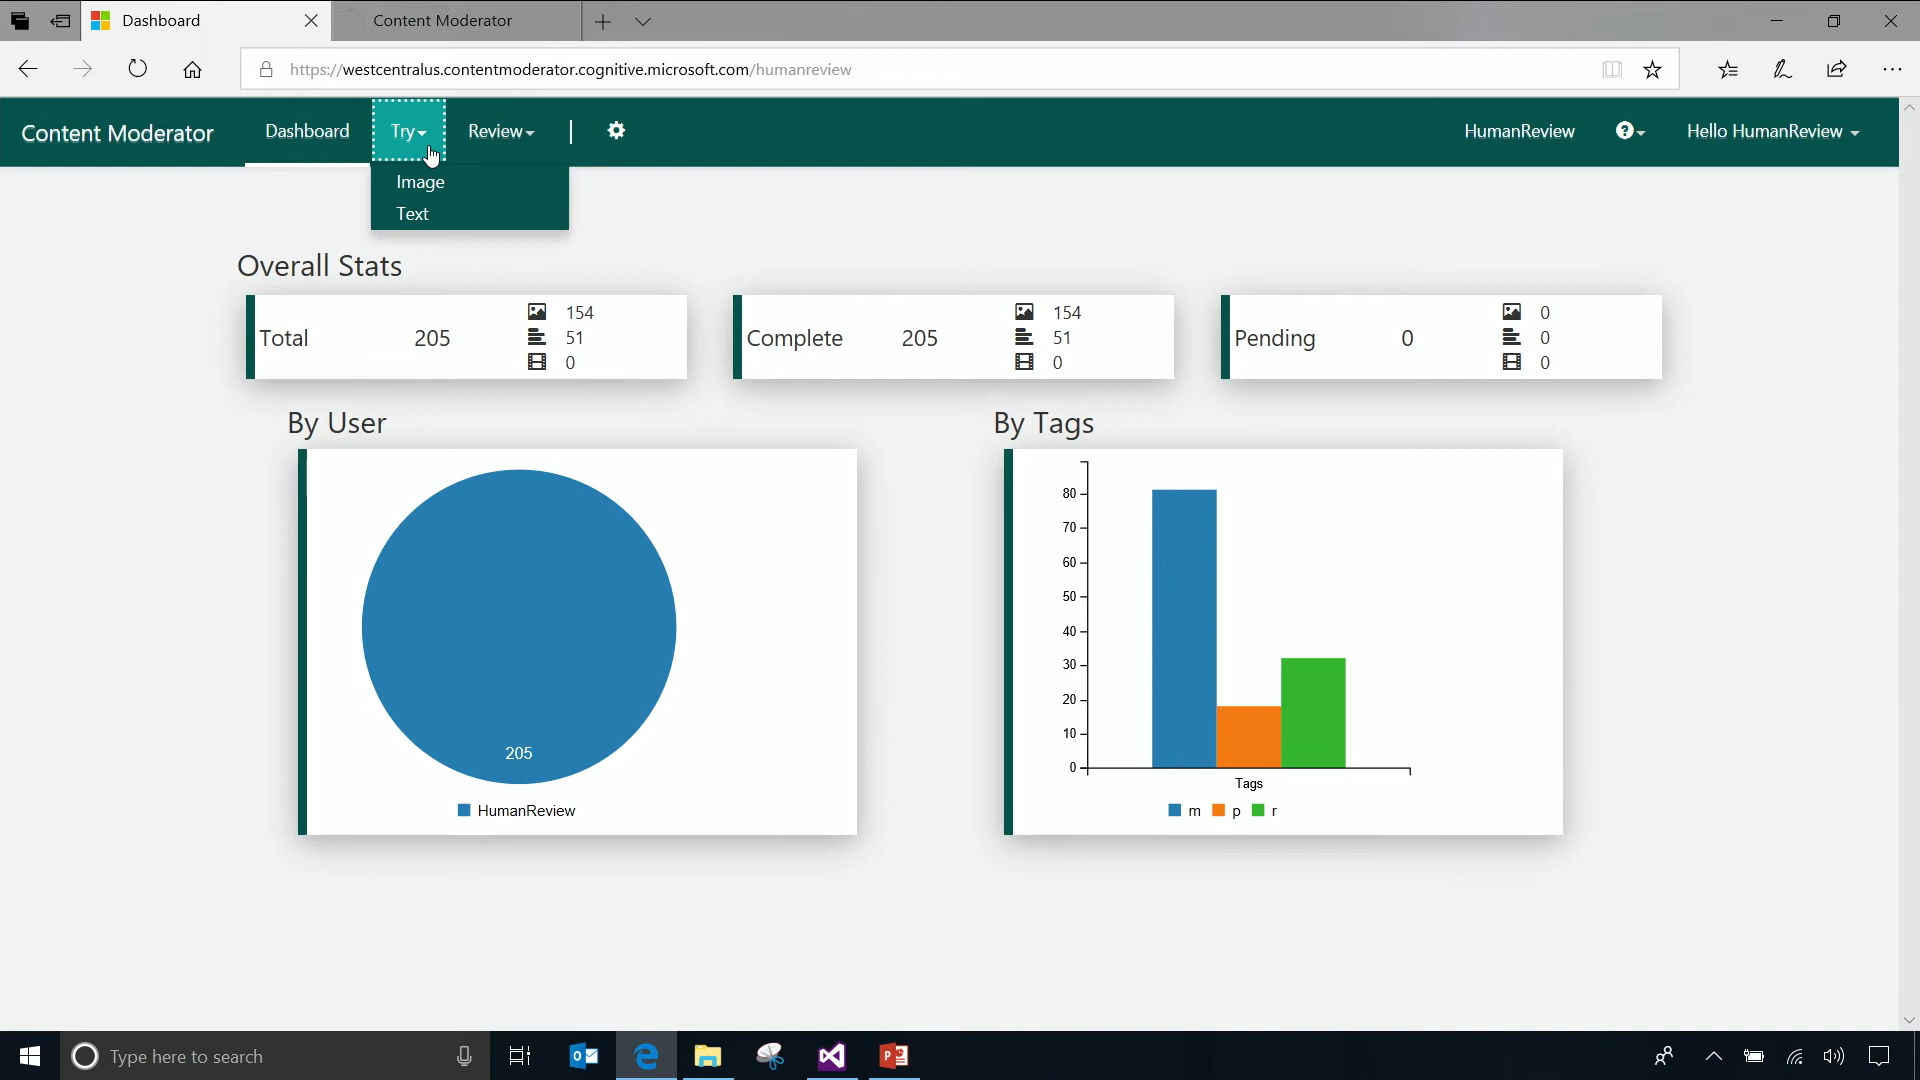 Dashboard
Content Moderator
https://westcentralus.contentmoderator.cognitive.microsoft.com/humanreview
Content Moderator
Dashboard
Try
Review
HumanReview
?
Hello HumanReview
Image
Text
Overall Stats
Total 205 154
51
0
Complete 205 154
51
0
Pending 0 0
0
0
By User
205
HumanReview
By Tags
80
70
60
50
40
30
20
10
0
Tags
m p r
Type here to search